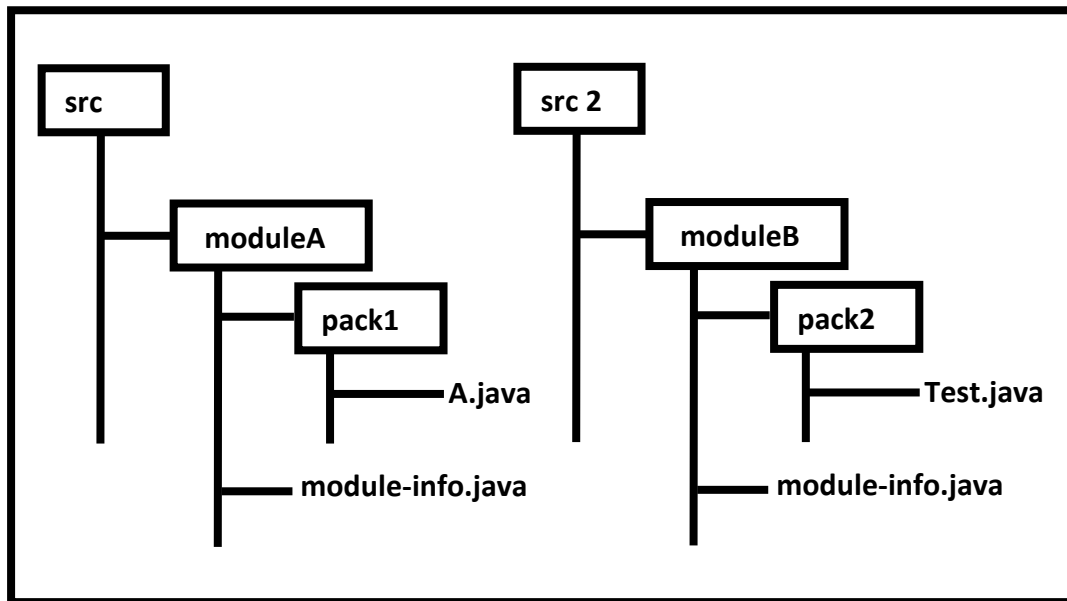 src
moduleA
pack1
A.java
module-info.java
src 2
moduleB
pack2
Test.java
module-info.java